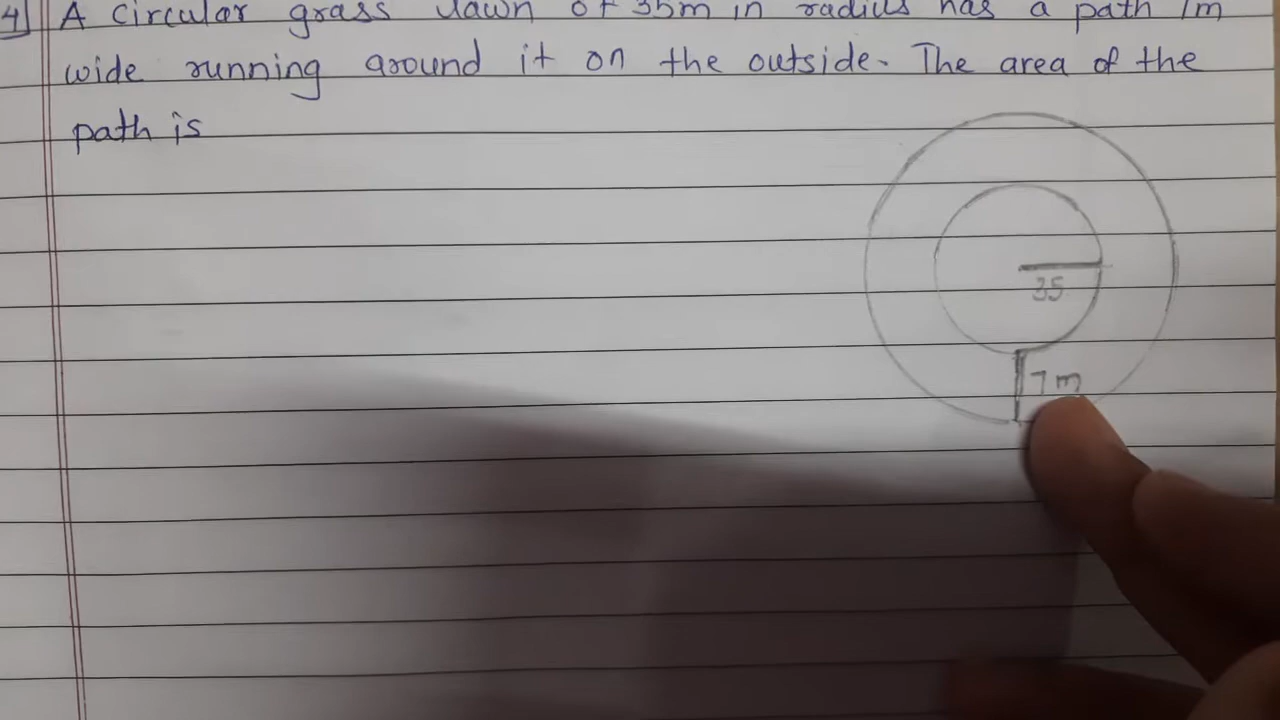 4] A Circular grass lawn of 35m in radius has a path 7m
wide running around it on the outside. The area of the
path is
35
7m